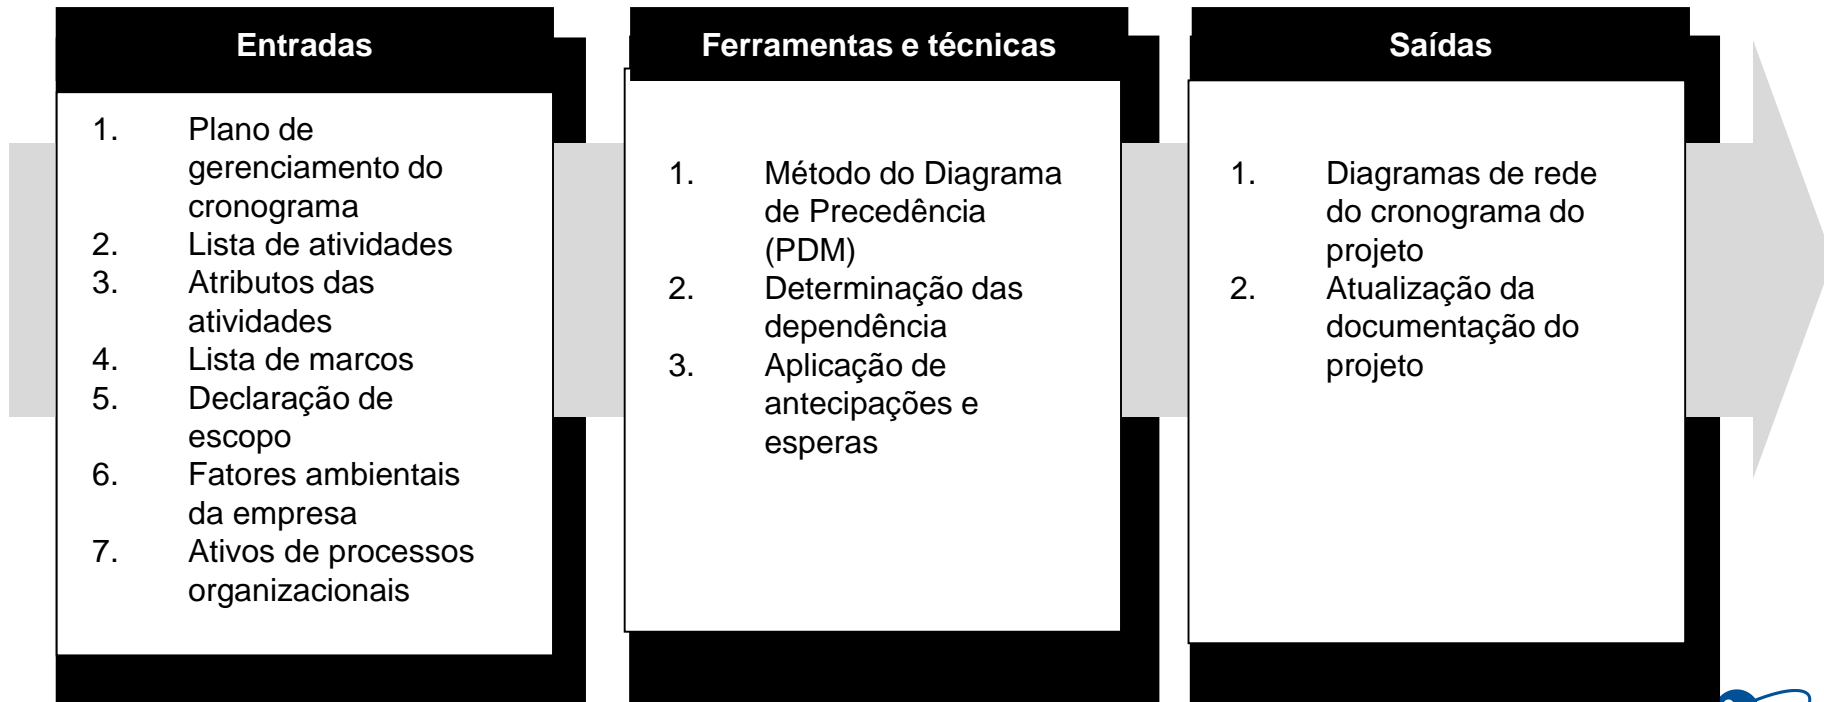 Entradas
1. Plano de
gerenciamento do
cronograma
2. Lista de atividades
3. Atributos das
atividades
4. Lista de marcos
5. Declaração de
escopo
6. Fatores ambientais
da empresa
7. Ativos de processos
organizacionais
Ferramentas e técnicas
1. Método do Diagrama
de Precedência
(PDM)
2. Determinação das
dependência
3. Aplicação de
antecipações e
esperas
Saídas
1. Diagramas de rede
do cronograma do
projeto
2. Atualização da
documentação do
projeto